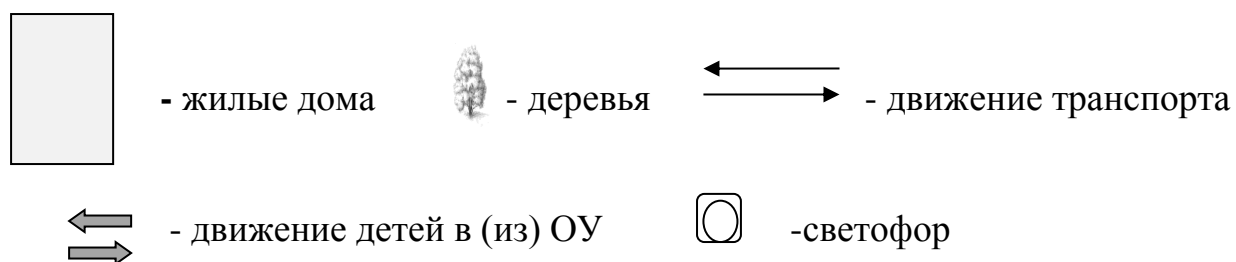 - жилые дома - деревья - движение транспорта
- движение детей в (из) ОУ -светофор